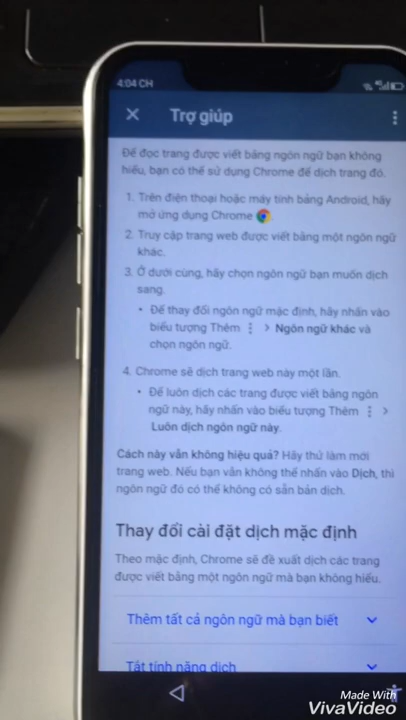 4:04 CH
Trợ giúp
Để đọc trang được viết bằng ngôn ngữ bạn không
hiểu, bạn có thể sử dụng Chrome để dịch trang đó.
1. Trên điện thoại hoặc máy tính bảng Android, hãy
mở ứng dụng Chrome
2. Truy cập trang web được viết bằng một ngôn ngữ
khác.
3. Ở dưới cùng, hãy chọn ngôn ngữ bạn muốn dịch
sang.
• Để thay đổi ngôn ngữ mặc định, hãy nhấn vào
biểu tượng Thêm ⋮ > Ngôn ngữ khác và
chọn ngôn ngữ.
4. Chrome sẽ dịch trang web này một lần.
• Để luôn dịch các trang được viết bằng ngôn
ngữ này, hãy nhấn vào biểu tượng Thêm ⋮ >
Luôn dịch ngôn ngữ này.
Cách này vẫn không hiệu quả? Hãy thử làm mới
trang web. Nếu bạn vẫn không thể nhấn vào Dịch, thì
ngôn ngữ đó có thể không có sẵn bản dịch.
Thay đổi cài đặt dịch mặc định
Theo mặc định, Chrome sẽ đề xuất dịch các trang
được viết bằng một ngôn ngữ mà bạn không hiểu.
Thêm tất cả ngôn ngữ mà bạn biết
Tắt tính năng dịch
Made With
VivaVideo